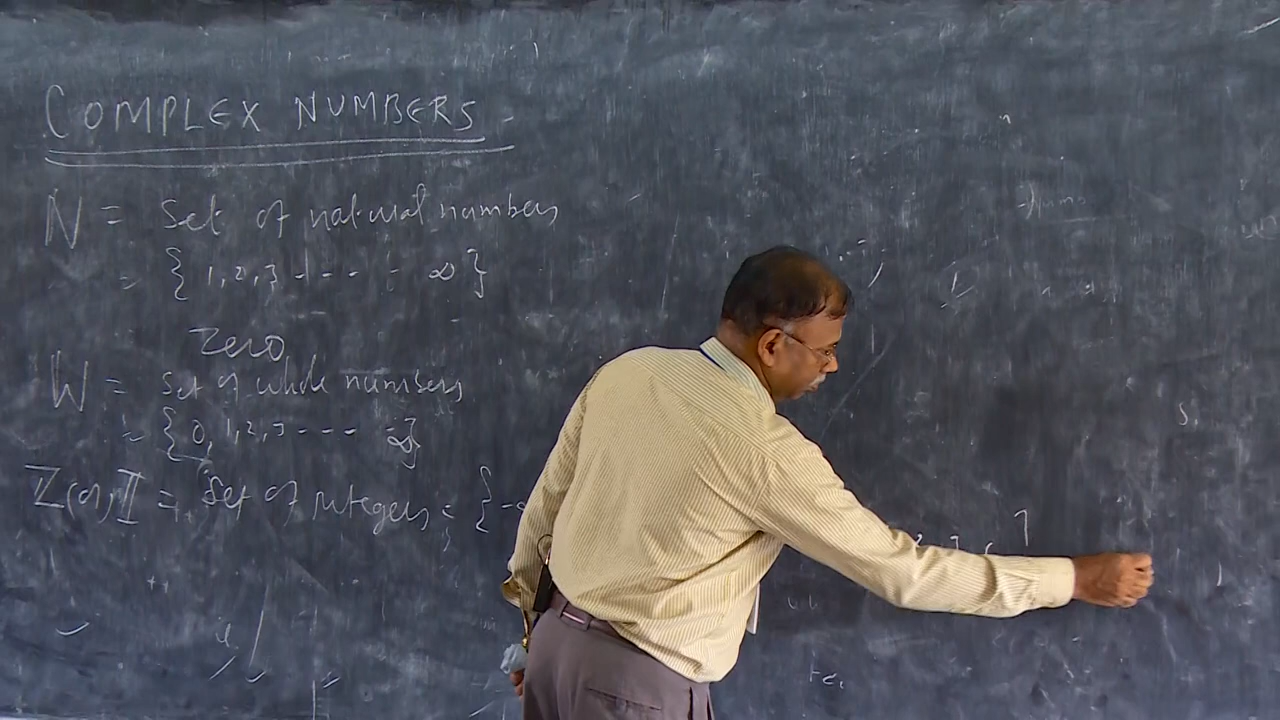 COMPLEX NUMBERS
N = Set of natural numbers
= {1, 2, 3 - - - - - ∞}
Zero
W = Set of whole numbers
= {0, 1, 2, 3 - - - - ∞}
Z (or) I = Set of integers = {-∞